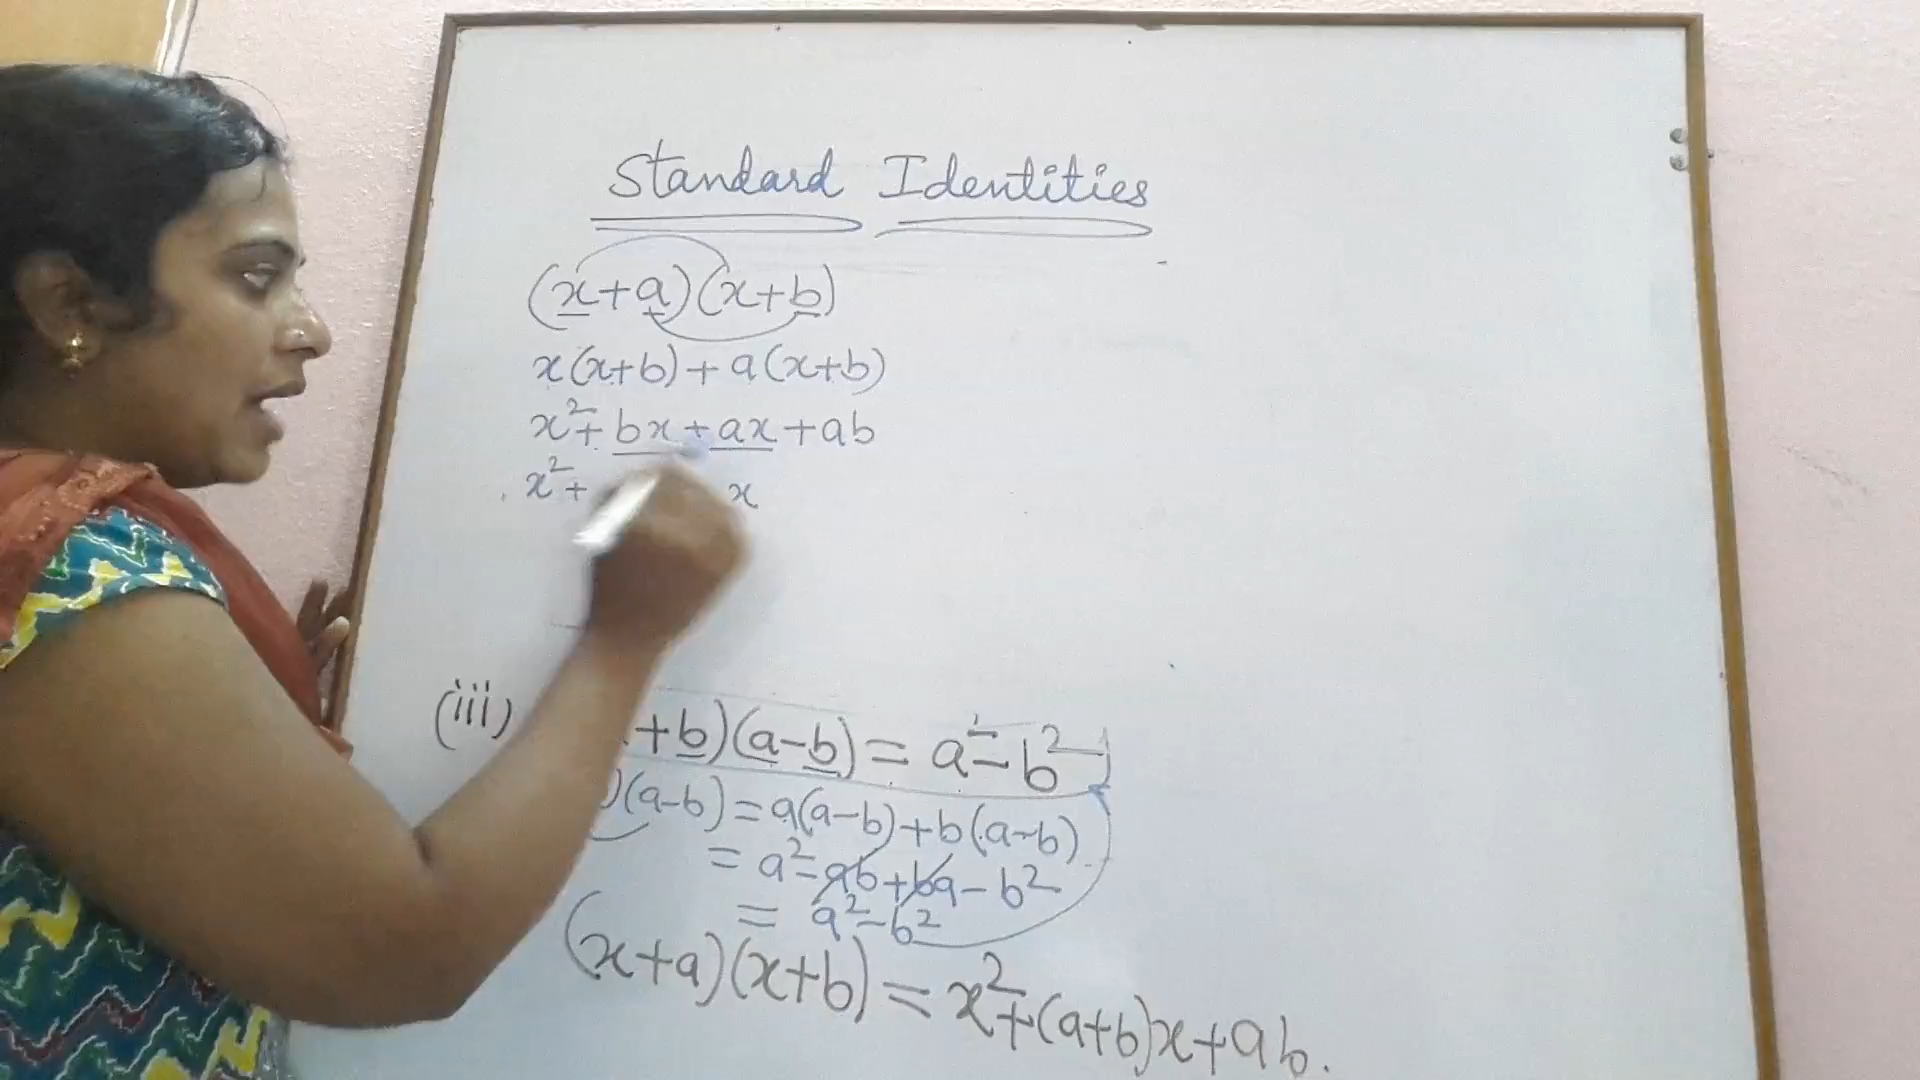 Standard Identities
(x+a)(x+b)
x(x+b)+a(x+b)
x²+bx+ax+ab
x²+ x
(iii) +b)(a-b)=a²-b²
)(a-b)=a(a-b)+b(a-b)
=a²-ab+ba-b²
=a²-b²
(x+a)(x+b)=x²+(a+b)x+ab.